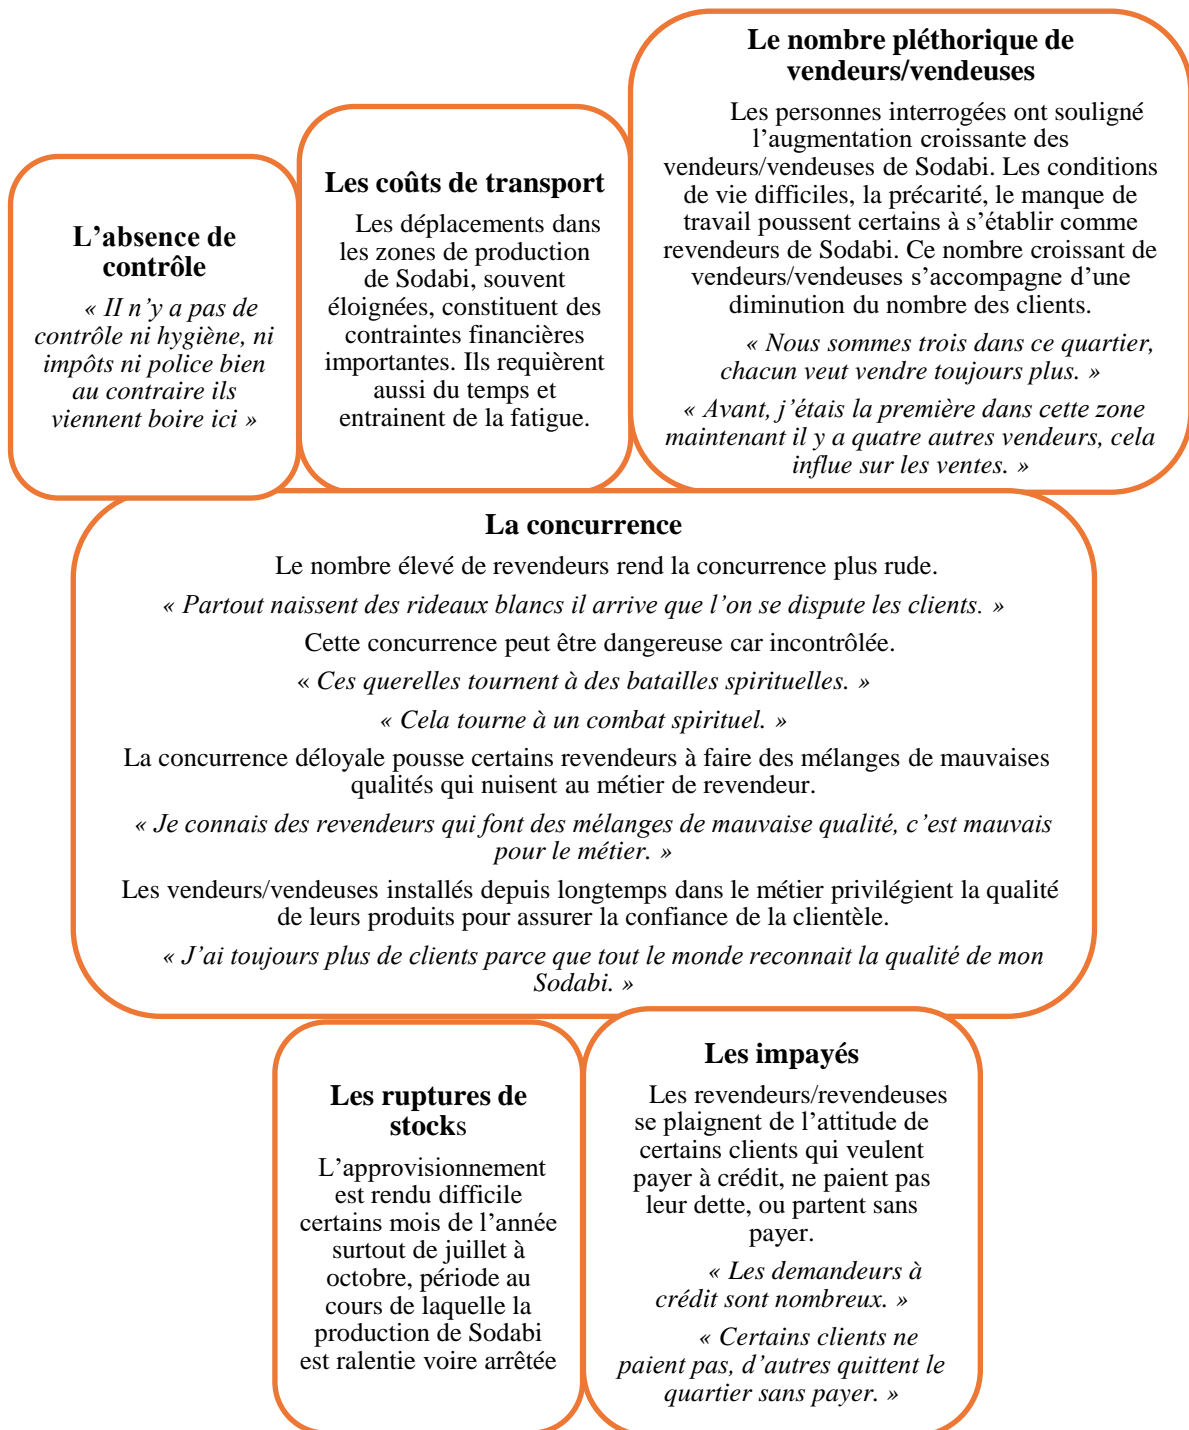 L'absence de
contrôle
« II n'y a pas de
contrôle ni hygiène, ni
impôts ni police bien
au contraire ils
viennent boire ici »
Les coûts de transport
Les déplacements dans
les zones de production
de Sodabi, souvent
éloignées, constituent des
contraintes financières
importantes. Ils requièrent
aussi du temps et
entrainent de la fatigue.
Le nombre pléthorique de
vendeurs/vendeuses
Les personnes interrogées ont souligné
l'augmentation croissante des
vendeurs/vendeuses de Sodabi. Les conditions
de vie difficiles, la précarité, le manque de
travail poussent certains à s'établir comme
revendeurs de Sodabi. Ce nombre croissant de
vendeurs/vendeuses s'accompagne d'une
diminution du nombre des clients.
« Nous sommes trois dans ce quartier,
chacun veut vendre toujours plus. »
« Avant, j'étais la première dans cette zone
maintenant il y a quatre autres vendeurs, cela
influe sur les ventes. »
La concurrence
Le nombre élevé de revendeurs rend la concurrence plus rude.
« Partout naissent des rideaux blancs il arrive que l'on se dispute les clients. »
Cette concurrence peut être dangereuse car incontrôlée.
« Ces querelles tournent à des batailles spirituelles. »
« Cela tourne à un combat spirituel. »
La concurrence déloyale pousse certains revendeurs à faire des mélanges de mauvaises
qualités qui nuisent au métier de revendeur.
« Je connais des revendeurs qui font des mélanges de mauvaise qualité, c'est mauvais
pour le métier. »
Les vendeurs/vendeuses installés depuis longtemps dans le métier privilégient la qualité
de leurs produits pour assurer la confiance de la clientèle.
« J'ai toujours plus de clients parce que tout le monde reconnait la qualité de mon
Sodabi. »
Les ruptures de
stocks
L'approvisionnement
est rendu difficile
certains mois de l'année
surtout de juillet à
octobre, période au
cours de laquelle la
production de Sodabi
est ralentie voire arrêtée
Les impayés
Les revendeurs/revendeuses
se plaignent de l'attitude de
certains clients qui veulent
payer à crédit, ne paient pas
leur dette, ou partent sans
payer.
« Les demandeurs à
crédit sont nombreux. »
« Certains clients ne
paient pas, d'autres quittent le
quartier sans payer. »